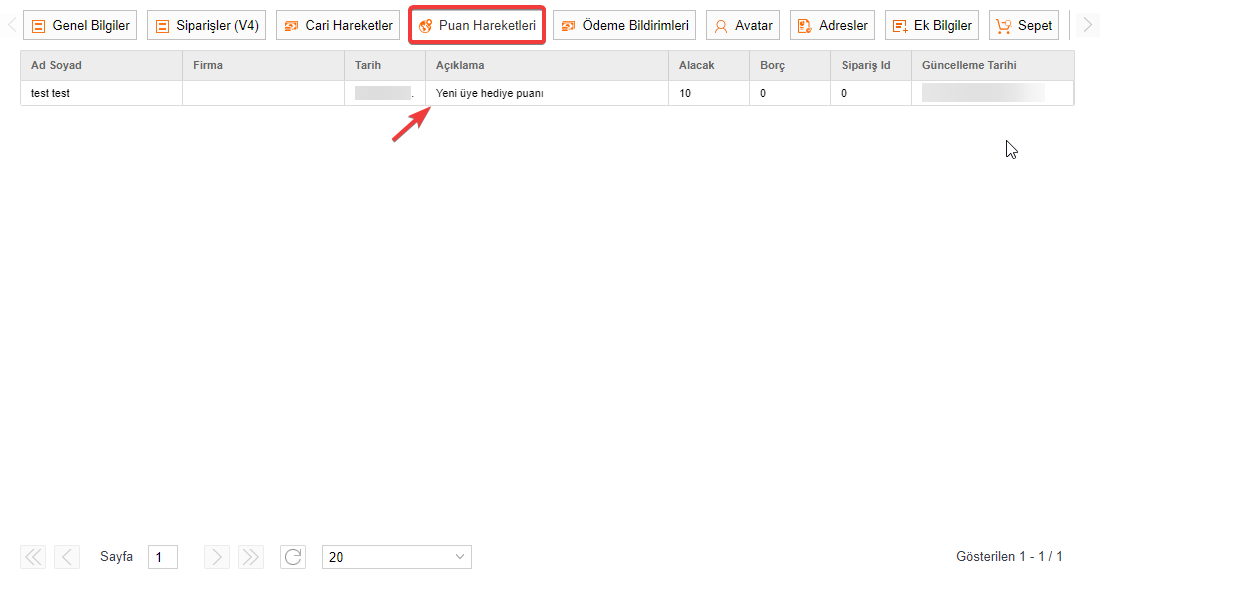 Genel Bilgiler Siparişler (V4) Cari Hareketler Puan Hareketleri Ödeme Bildirimleri Avatar Adresler Ek Bilgiler Sepet
Ad Soyad Firma Tarih Açıklama Alacak Borç Sipariş Id Güncelleme Tarihi
test test Yeni üye hediye puanı 10 0 0
Sayfa 1 20 Gösterilen 1 - 1 / 1